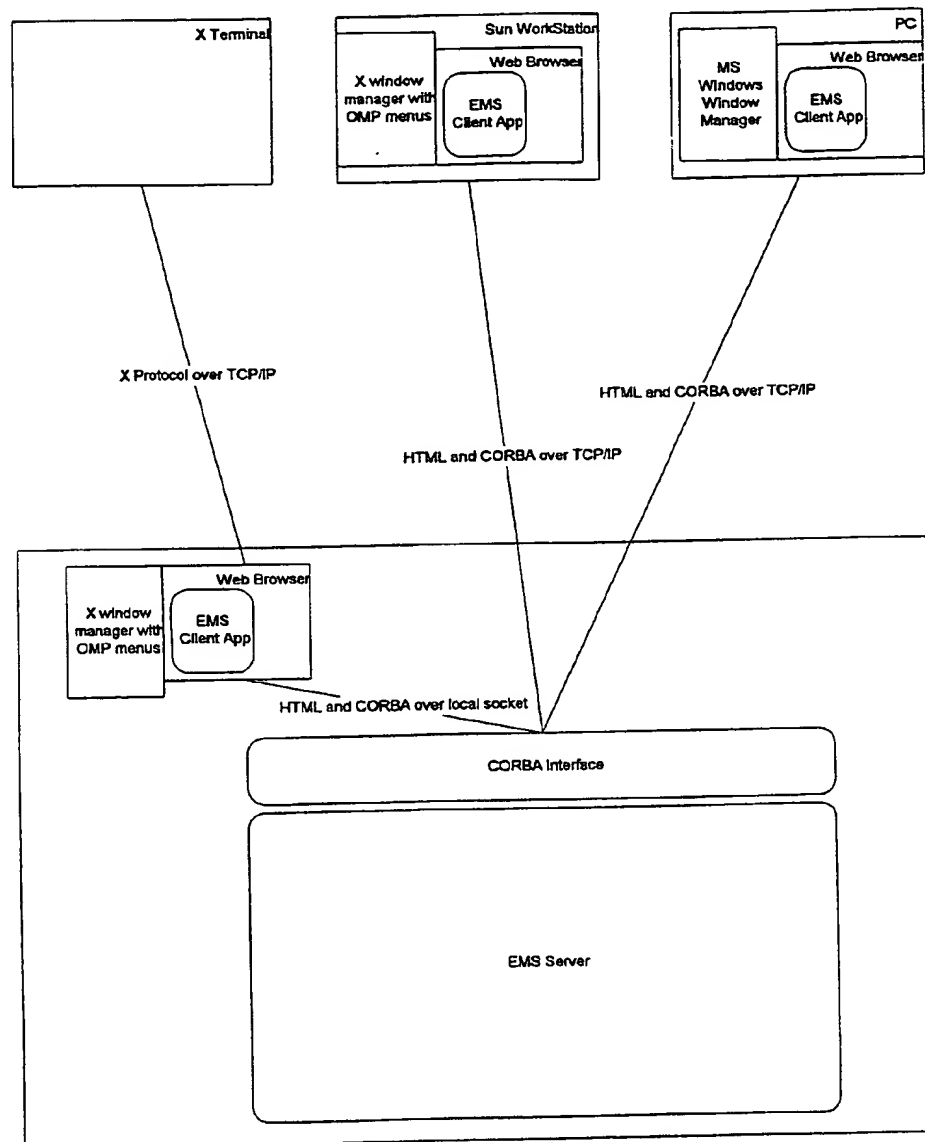 X Terminal
Sun WorkStation
Web Browser
X window
manager with
OMP menus
EMS
Client App
PC
Web Browser
MS
Windows
Window
Manager
EMS
Client App
X Protocol over TCP/IP
HTML and CORBA over TCP/IP
HTML and CORBA over TCP/IP
Web Browser
X window
manager with
OMP menus
EMS
Client App
HTML and CORBA over local socket
CORBA Interface
EMS Server